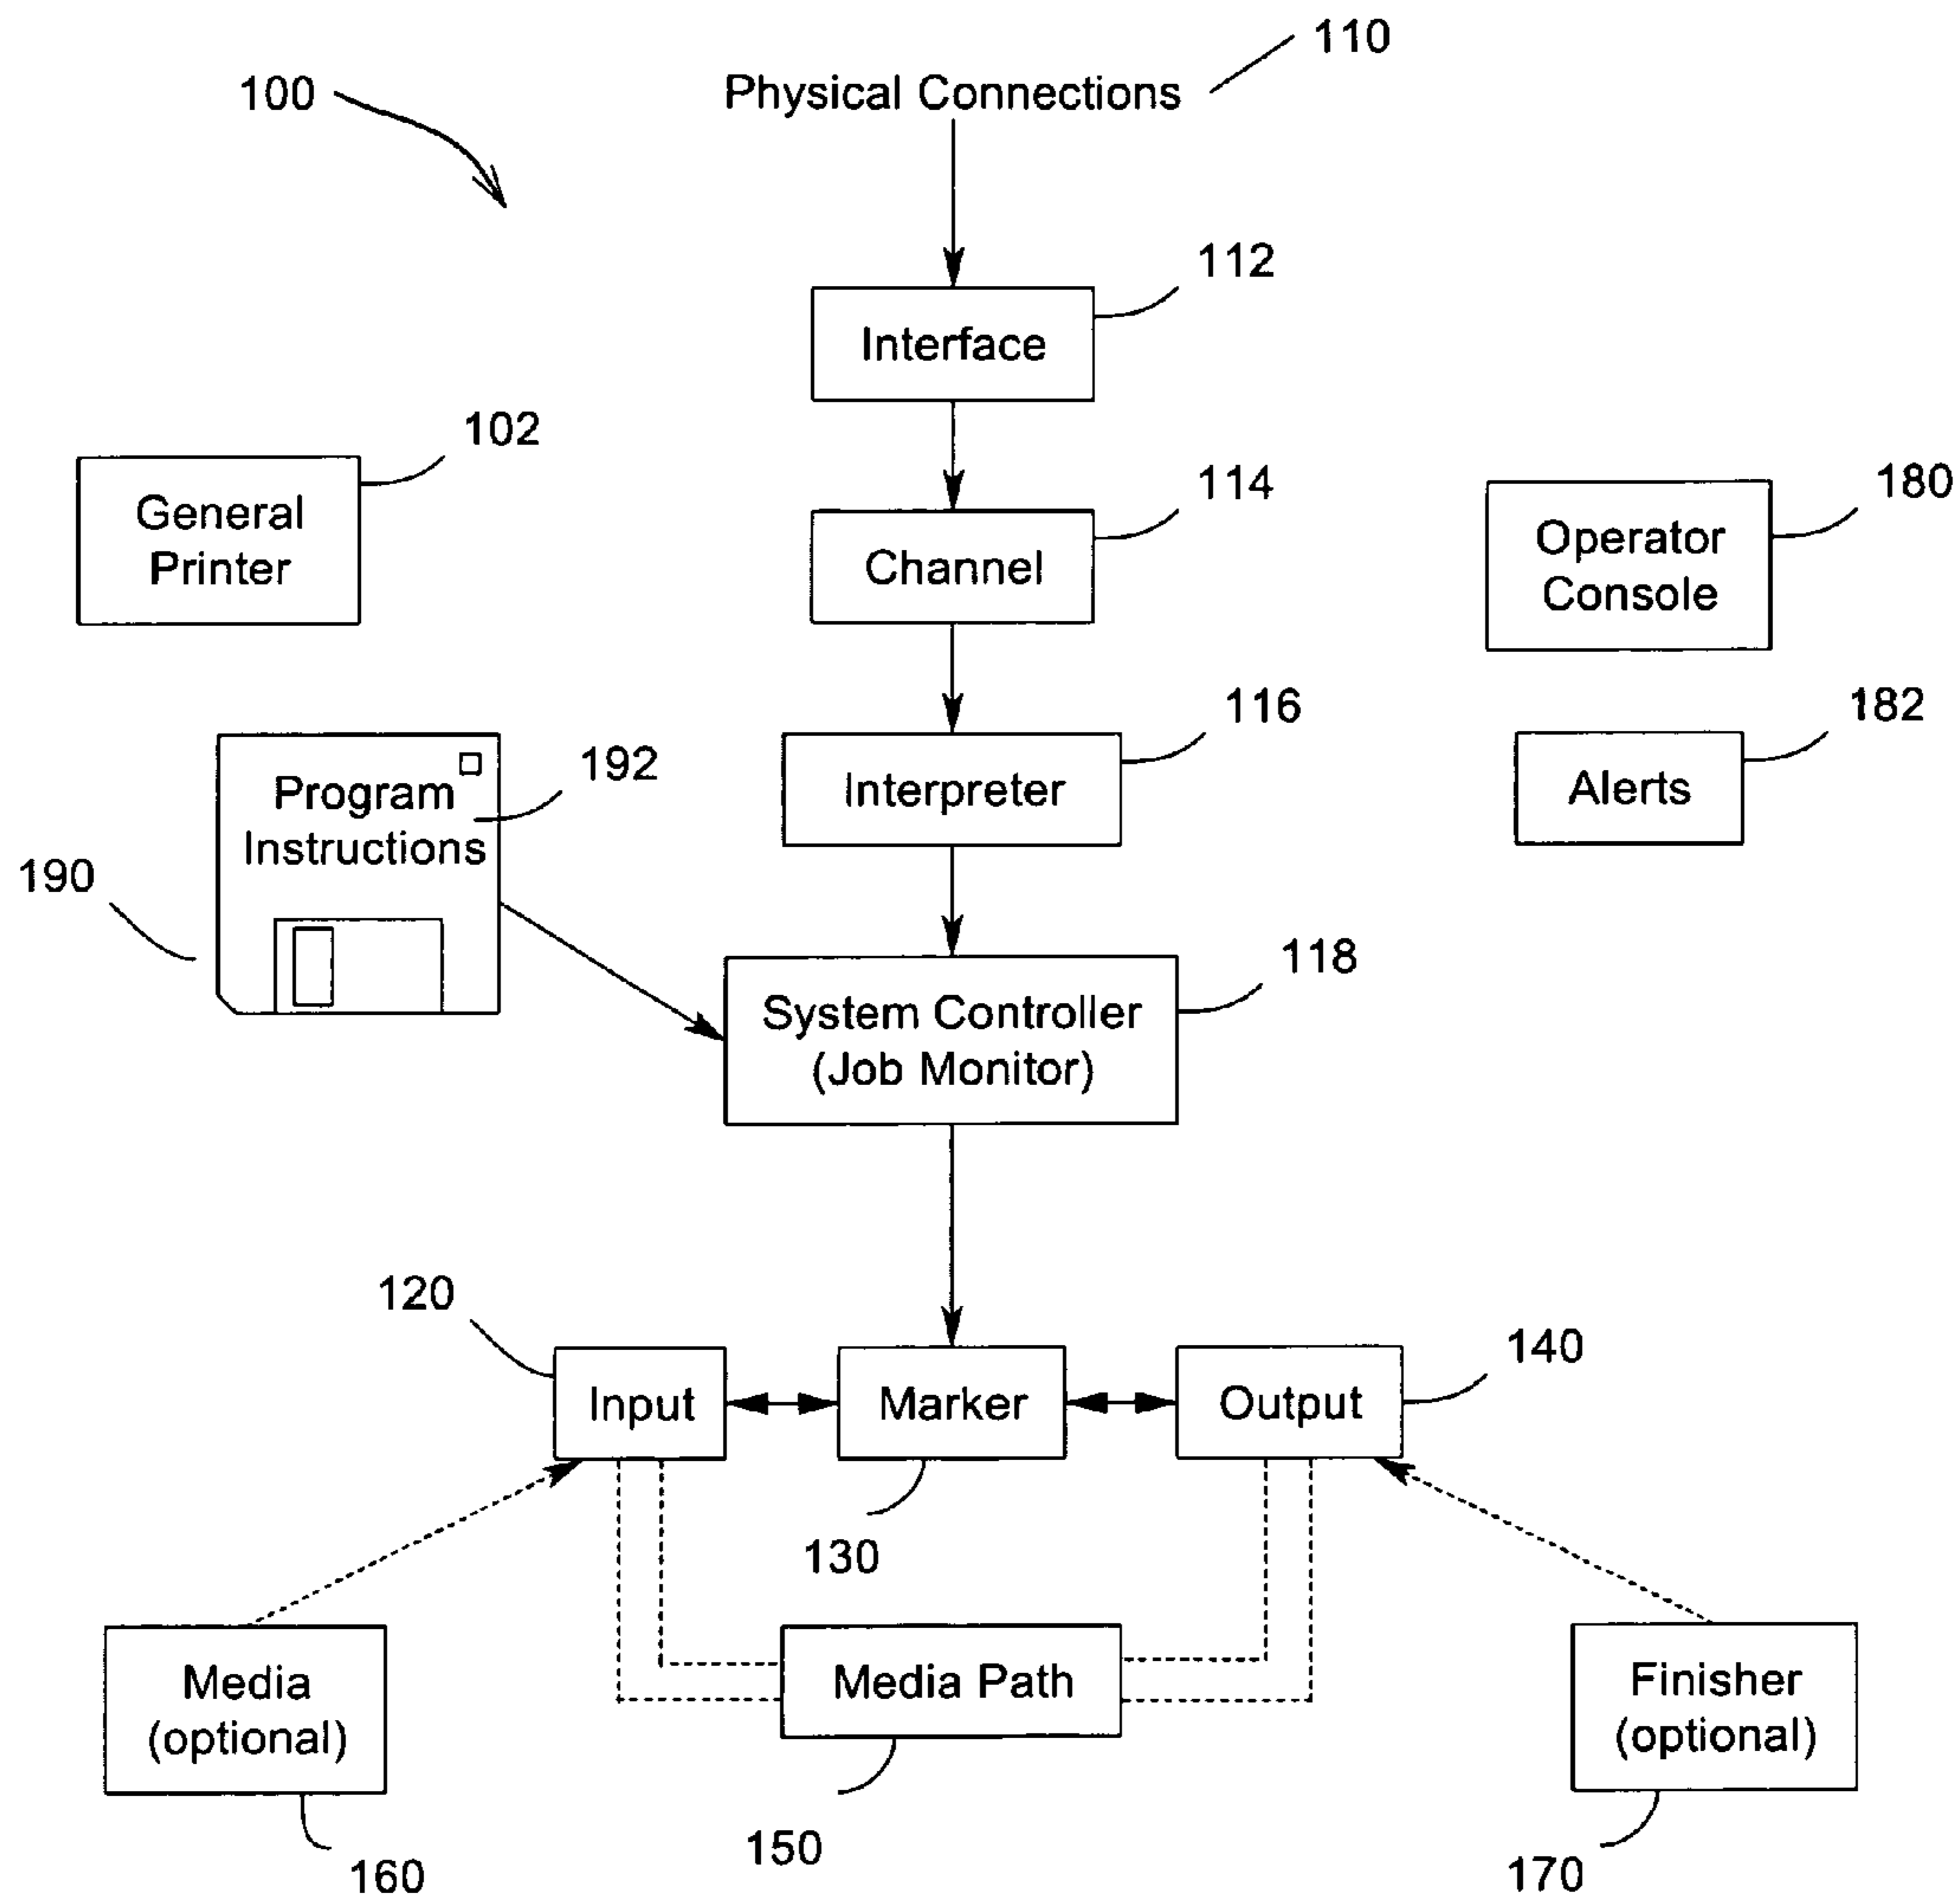 110
100
Physical Connections
112
Interface
102
General
Printer
114
Channel
180
Operator
Console
116
Interpreter
182
Alerts
192
Program
Instructions
190
118
System Controller
(Job Monitor)
120
Input
Marker
140
Output
130
Media
(optional)
Media Path
Finisher
(optional)
160
150
170